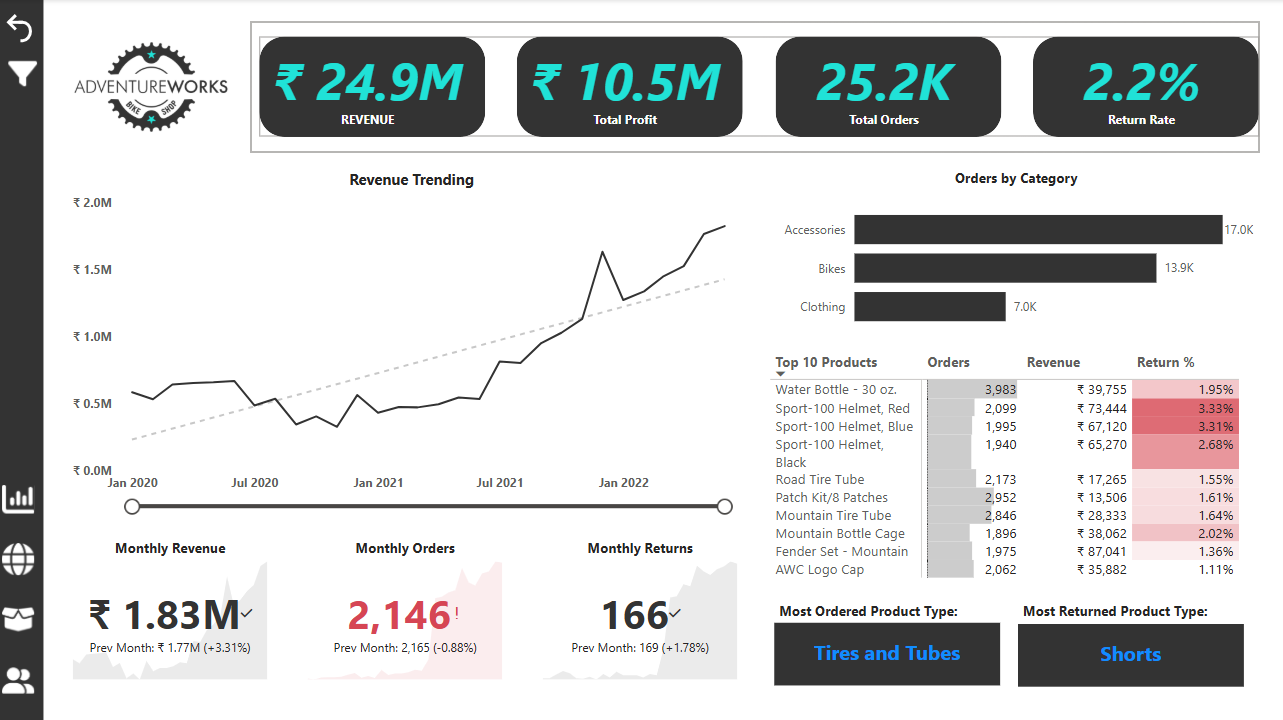 ADVENTUREWORKS
BIKE SHOP
₹ 24.9M
REVENUE
₹ 10.5M
Total Profit
25.2K
Total Orders
2.2%
Return Rate
Revenue Trending
₹ 2.0M
₹ 1.5M
₹ 1.0M
₹ 0.5M
₹ 0.0M
Jan 2020 Jul 2020 Jan 2021 Jul 2021 Jan 2022
Orders by Category
Accessories 17.0K
Bikes 13.9K
Clothing 7.0K
Top 10 Products Orders Revenue Return %
Water Bottle - 30 oz. 3,983 ₹ 39,755 1.95%
Sport-100 Helmet, Red 2,099 ₹ 73,444 3.33%
Sport-100 Helmet, Blue 1,995 ₹ 67,120 3.31%
Sport-100 Helmet, 1,940 ₹ 65,270 2.68%
Black
Road Tire Tube 2,173 ₹ 17,265 1.55%
Patch Kit/8 Patches 2,952 ₹ 13,506 1.61%
Mountain Tire Tube 2,846 ₹ 28,333 1.64%
Mountain Bottle Cage 1,896 ₹ 38,062 2.02%
Fender Set - Mountain 1,975 ₹ 87,041 1.36%
AWC Logo Cap 2,062 ₹ 35,882 1.11%
Monthly Revenue
₹ 1.83M✓
Prev Month: ₹ 1.77M (+3.31%)
Monthly Orders
2,146!
Prev Month: 2,165 (-0.88%)
Monthly Returns
166✓
Prev Month: 169 (+1.78%)
Most Ordered Product Type:
Tires and Tubes
Most Returned Product Type:
Shorts